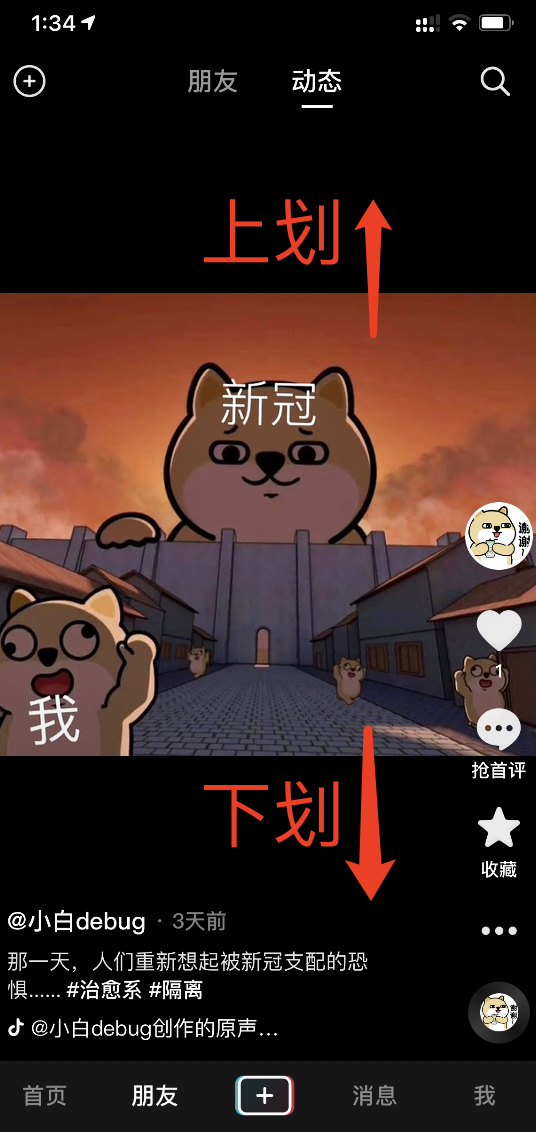 1:34
朋友
动态
上划
新冠
谢谢~
我
1
抢首评
下划
收藏
@小白debug · 3天前
那一天，人们重新想起被新冠支配的恐
惧...... #治愈系 #隔离
@小白debug创作的原声...
首页
朋友
消息
我